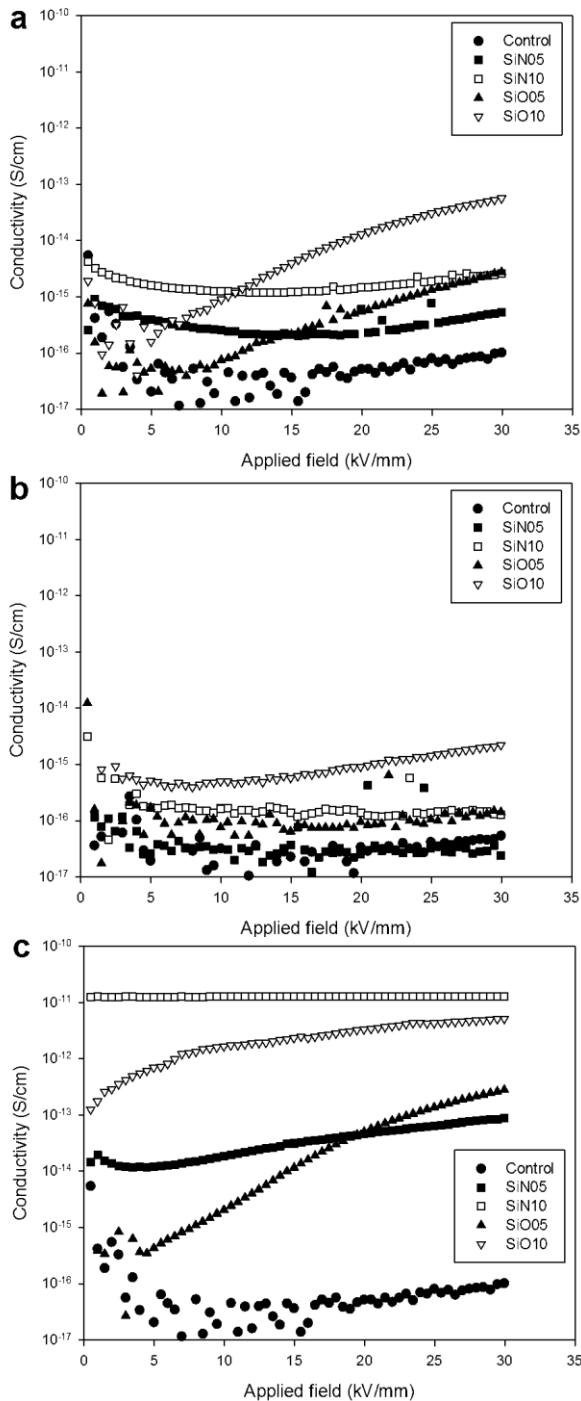 a
10^-10
10^-11
10^-12
10^-13
10^-14
10^-15
10^-16
10^-17
Conductivity (S/cm)
Control
SiN05
SiN10
SiO05
SiO10
0 5 10 15 20 25 30 35
Applied field (kV/mm)
b
10^-10
10^-11
10^-12
10^-13
10^-14
10^-15
10^-16
10^-17
Conductivity (S/cm)
Control
SiN05
SiN10
SiO05
SiO10
0 5 10 15 20 25 30 35
Applied field (kV/mm)
c
10^-10
10^-11
10^-12
10^-13
10^-14
10^-15
10^-16
10^-17
Conductivity (S/cm)
Control
SiN05
SiN10
SiO05
SiO10
0 5 10 15 20 25 30 35
Applied field (kV/mm)